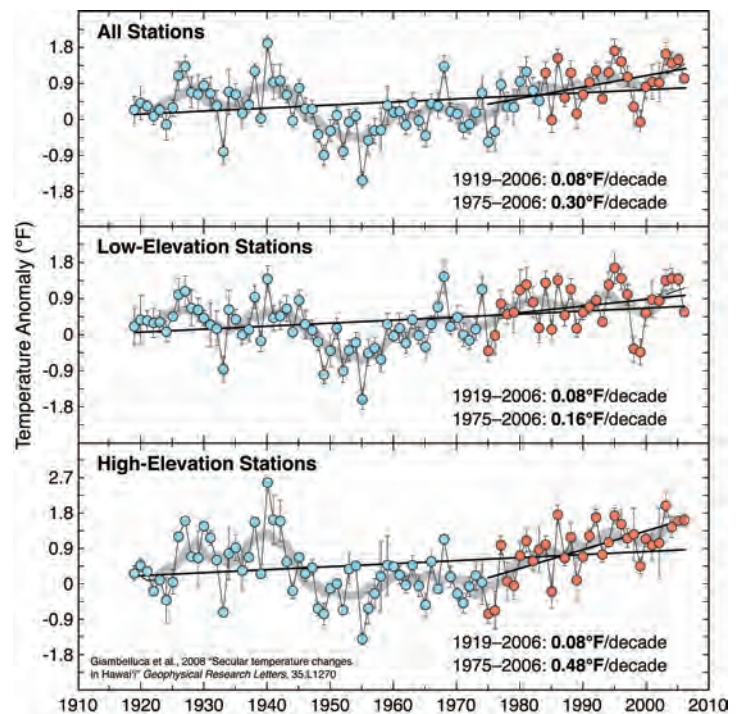 All Stations
1.8
0.9
0
-0.9
-1.8
1919–2006: 0.08°F/decade
1975–2006: 0.30°F/decade
Temperature Anomaly (°F)
Low-Elevation Stations
1.8
0.9
0
-0.9
-1.8
1919–2006: 0.08°F/decade
1975–2006: 0.16°F/decade
High-Elevation Stations
2.7
1.8
0.9
0
-0.9
-1.8
1919–2006: 0.08°F/decade
1975–2006: 0.48°F/decade
Giambelluca et al., 2008 "Secular temperature changes
in Hawai'i" Geophysical Research Letters, 35:L1270
1910 1920 1930 1940 1950 1960 1970 1980 1990 2000 2010